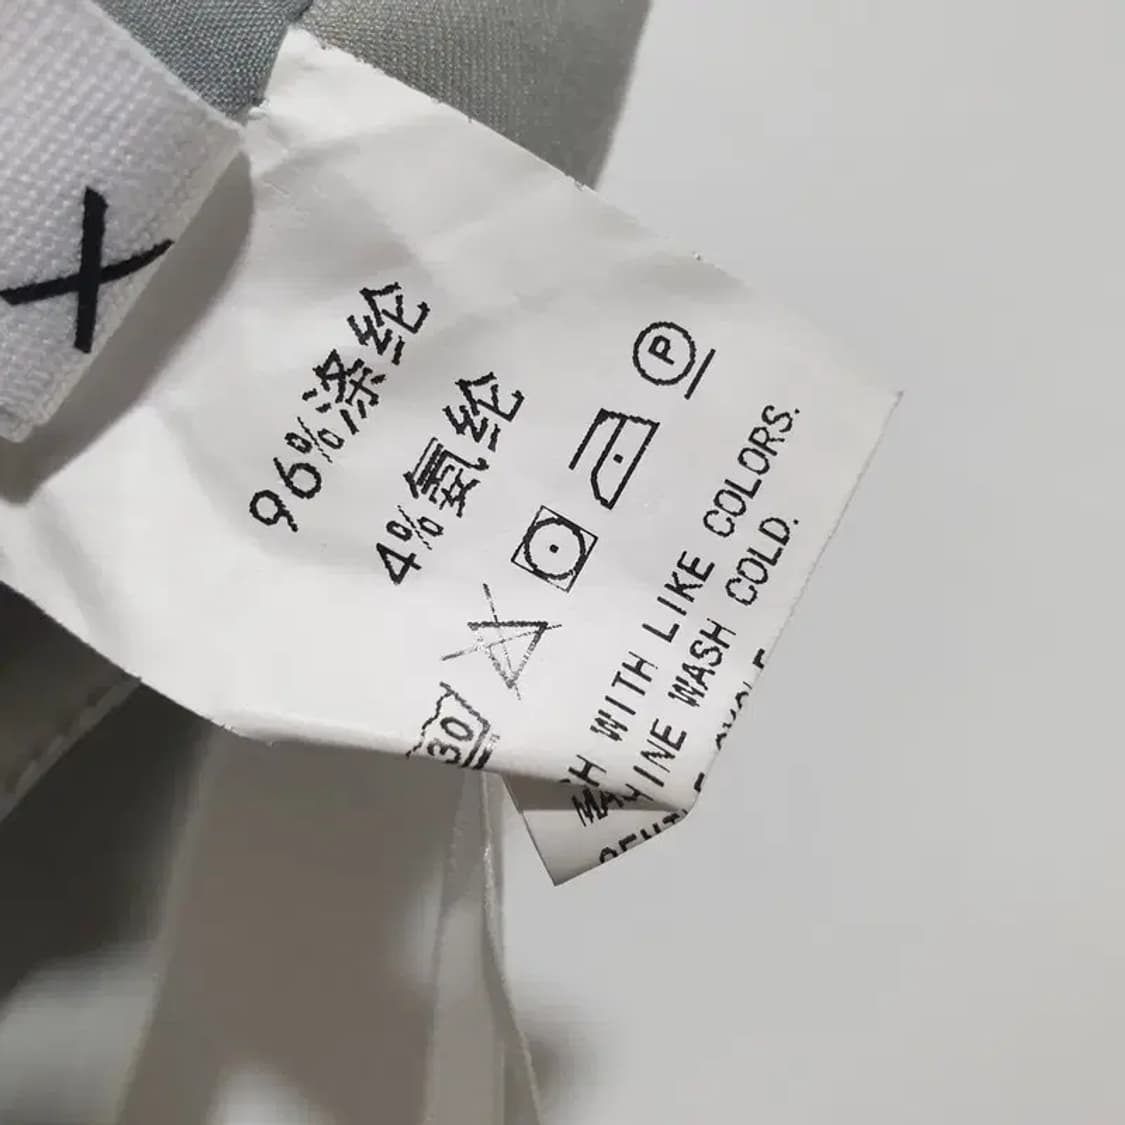 X
96%涤纶
4%氨纶
30
P
WITH LIKE COLORS.
MACHINE WASH COLD.